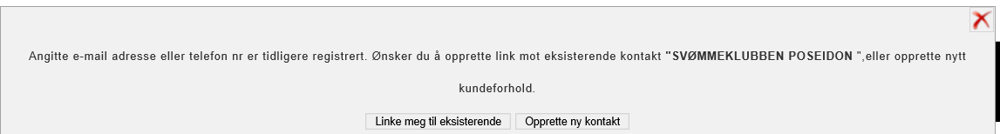 Angitte e-mail adresse eller telefon nr er tidligere registrert. Ønsker du å opprette link mot eksisterende kontakt "SVØMMEKLUBBEN POSEIDON ",eller opprette nytt
kundeforhold.
Linke meg til eksisterende Opprette ny kontakt